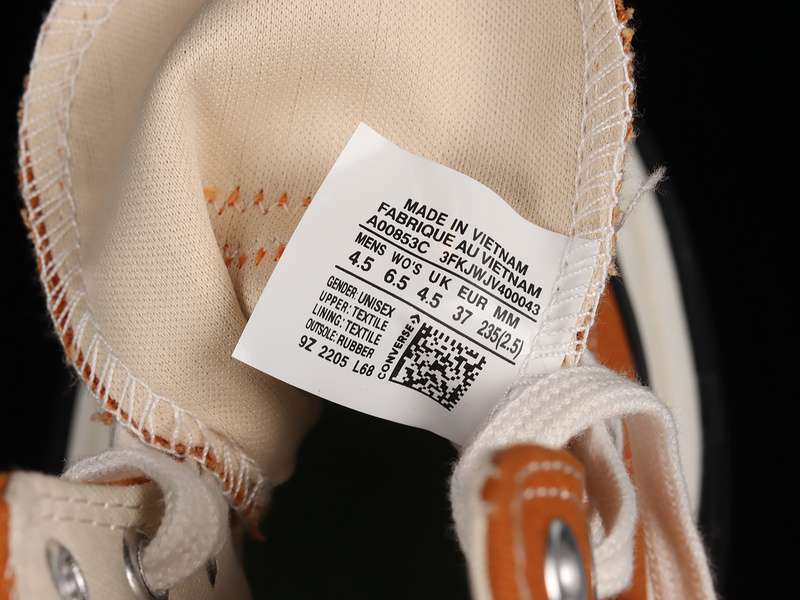 MADE IN VIETNAM
FABRIQUE AU VIETNAM
A00853C 3FKJWJV400043
MENS WO'S UK EUR MM
4.5 6.5 4.5 37 235(2.5)
GENDER: UNISEX
UPPER: TEXTILE
LINING: TEXTILE
OUTSOLE: RUBBER
9Z 2205 L68
CONVERSE